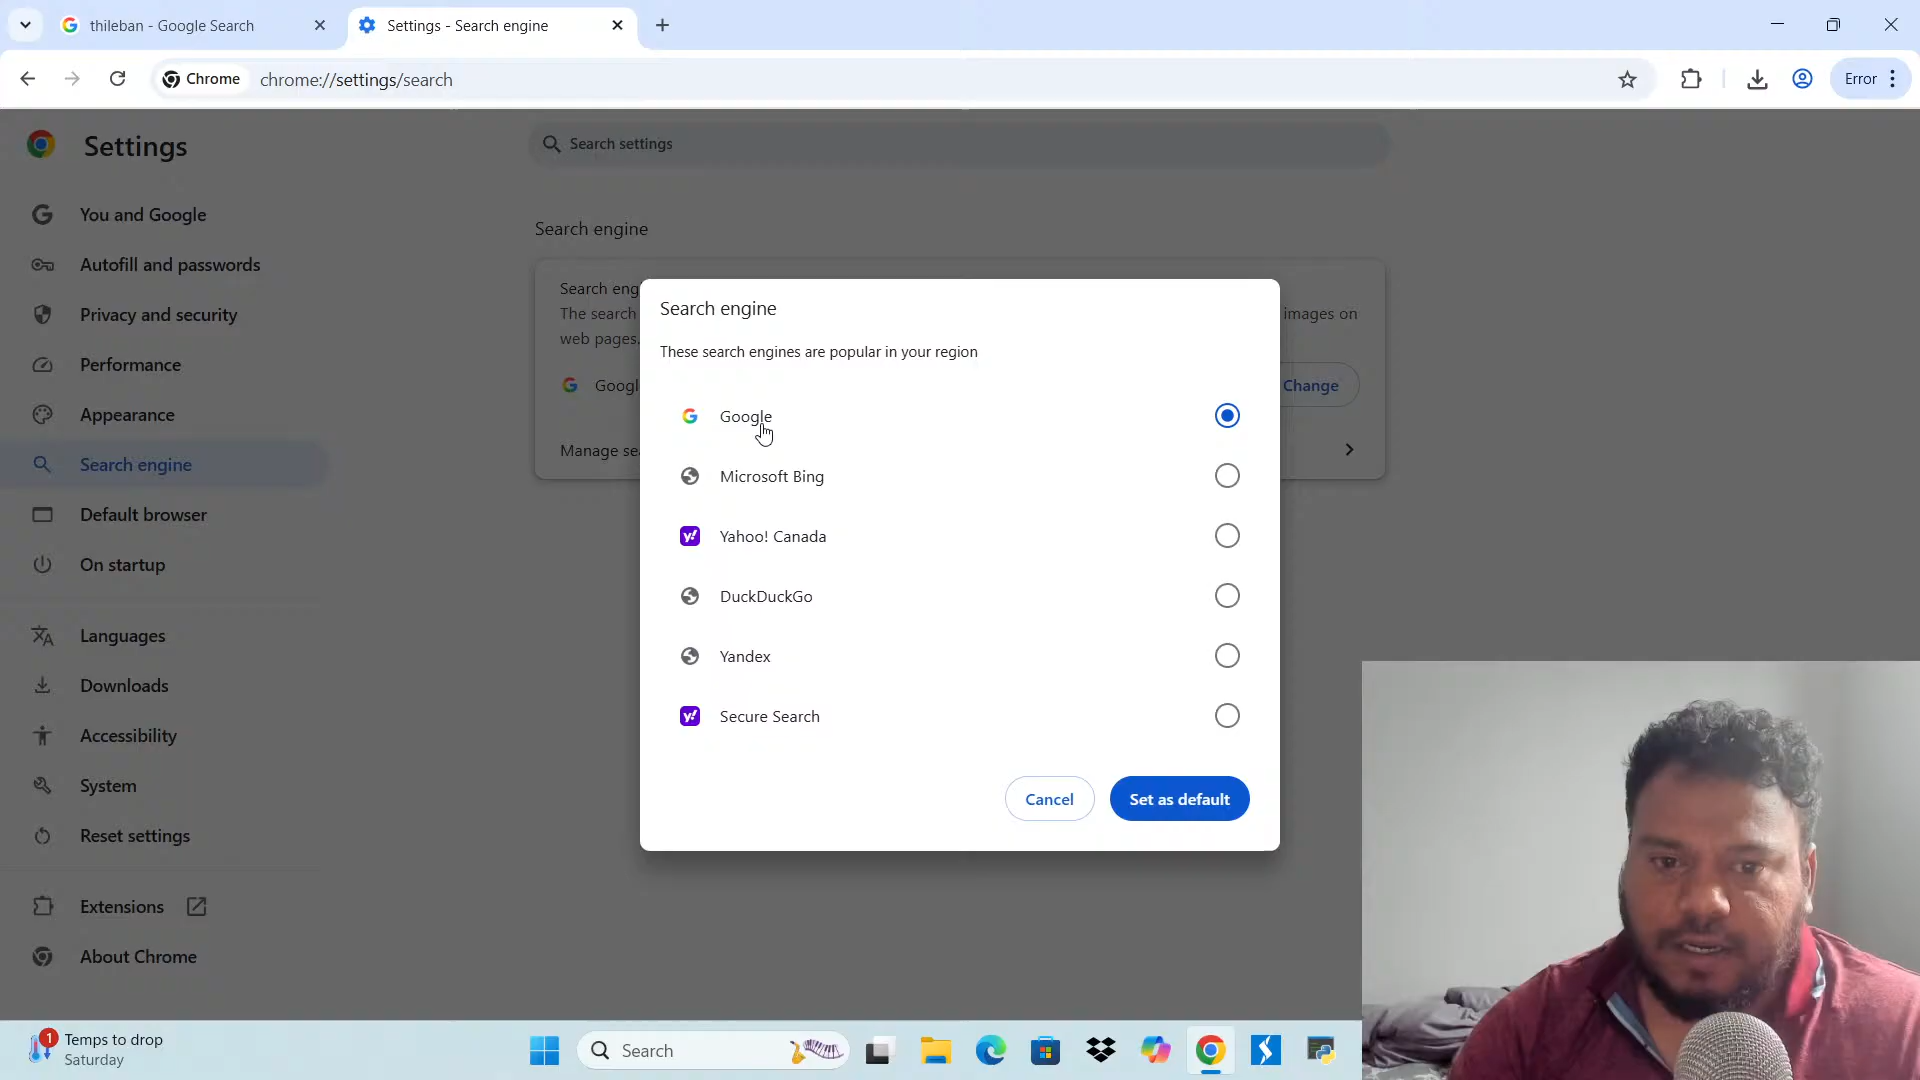 thileban - Google Search
Settings - Search engine
Chrome
chrome://settings/search
Error
Settings
Search settings
You and Google
Autofill and passwords
Privacy and security
Performance
Appearance
Search engine
Default browser
On startup
Languages
Downloads
Accessibility
System
Reset settings
Extensions
About Chrome
Search engine
Search eng
The search
images on
web pages.
Googl
Change
Manage sea
Search engine
These search engines are popular in your region
Google
Microsoft Bing
y! Yahoo! Canada
DuckDuckGo
Yandex
y! Secure Search
Cancel
Set as default
1
Temps to drop
Saturday
Search